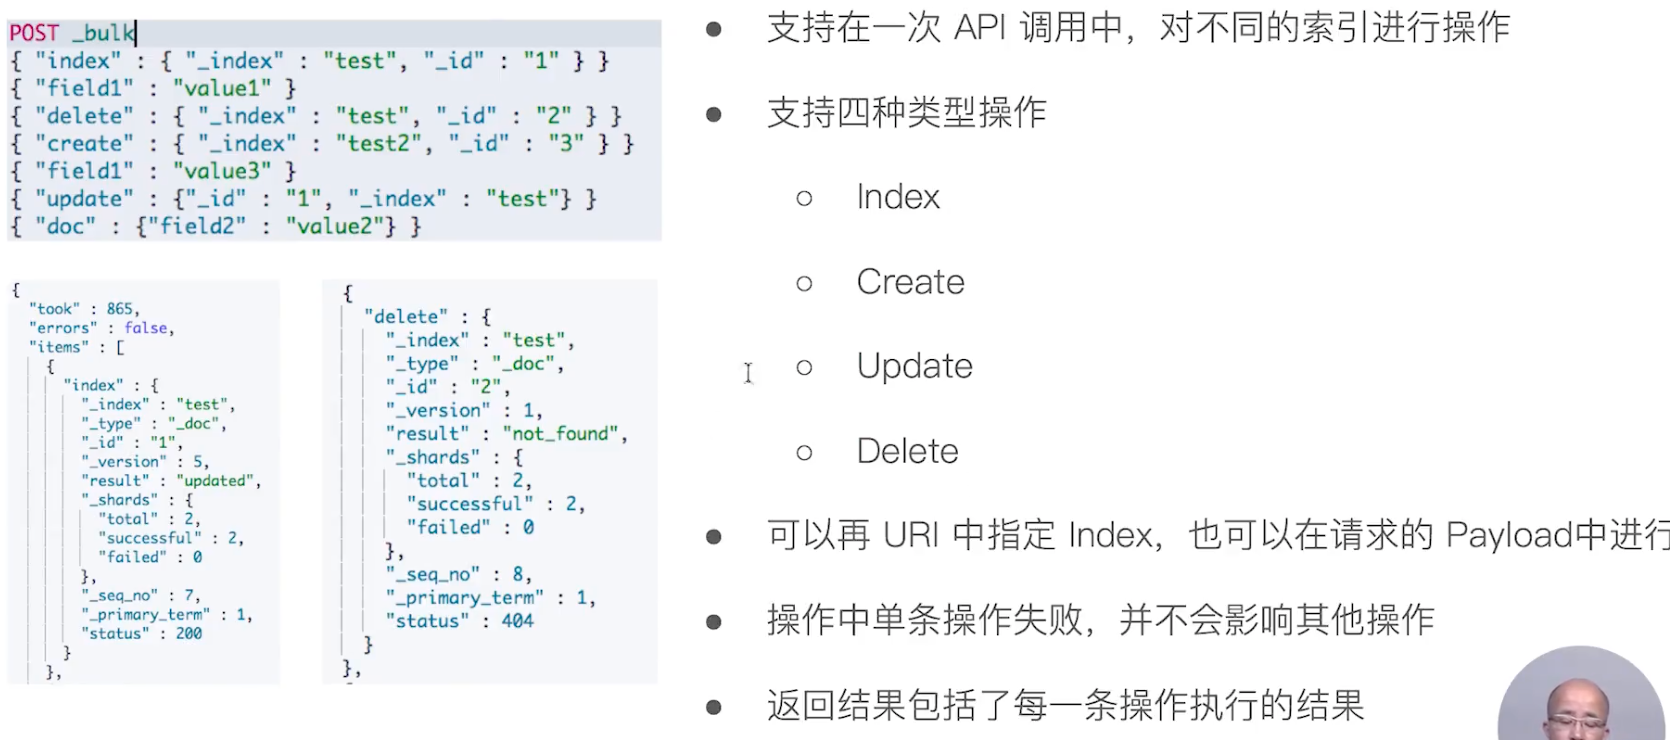 POST _bulk
{ "index" : { "_index" : "test", "_id" : "1" } }
{ "field1" : "value1" }
{ "delete" : { "_index" : "test", "_id" : "2" } }
{ "create" : { "_index" : "test2", "_id" : "3" } }
{ "field1" : "value3" }
{ "update" : {"_id" : "1", "_index" : "test"} }
{ "doc" : {"field2" : "value2"} }
{
"took" : 865,
"errors" : false,
"items" : [
{
"index" : {
"_index" : "test",
"_type" : "_doc",
"_id" : "1",
"_version" : 5,
"result" : "updated",
"_shards" : {
"total" : 2,
"successful" : 2,
"failed" : 0
},
"_seq_no" : 7,
"_primary_term" : 1,
"status" : 200
}
},
{
"delete" : {
"_index" : "test",
"_type" : "_doc",
"_id" : "2",
"_version" : 1,
"result" : "not_found",
"_shards" : {
"total" : 2,
"successful" : 2,
"failed" : 0
},
"_seq_no" : 8,
"_primary_term" : 1,
"status" : 404
}
},
● 支持在一次 API 调用中，对不同的索引进行操作
● 支持四种类型操作
○ Index
○ Create
○ Update
○ Delete
● 可以再 URI 中指定 Index，也可以在请求的 Payload中进行
● 操作中单条操作失败，并不会影响其他操作
● 返回结果包括了每一条操作执行的结果